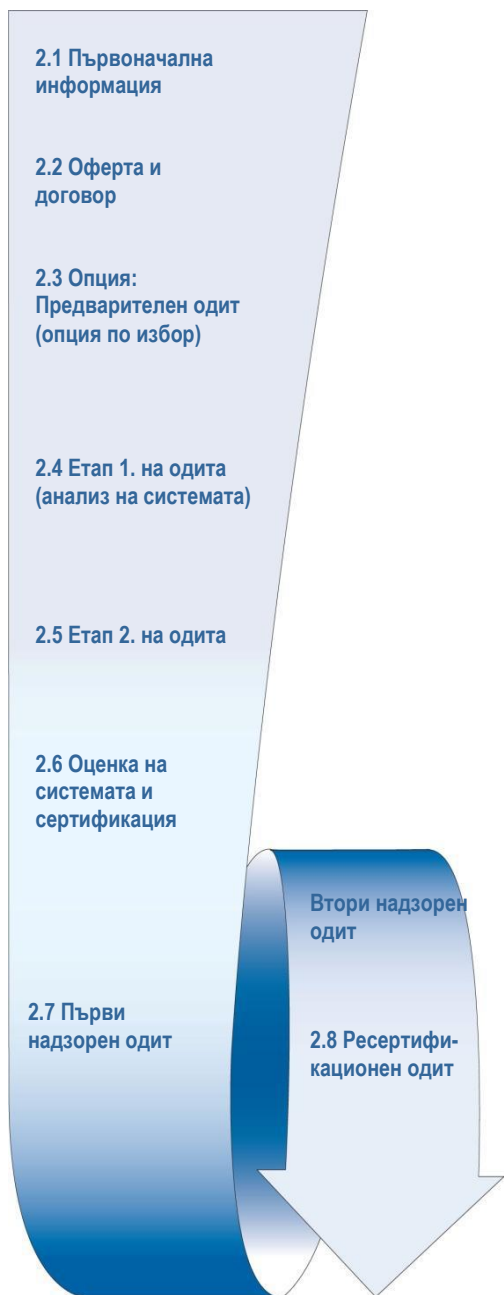 2.1 Първоначална
информация
2.2 Оферта и
договор
2.3 Опция:
Предварителен одит
(опция по избор)
2.4 Етап 1. на одита
(анализ на системата)
2.5 Етап 2. на одита
2.6 Оценка на
системата и
сертификация
2.7 Първи
надзорен одит
Втори надзорен
одит
2.8 Ресертифи-
кационен одит